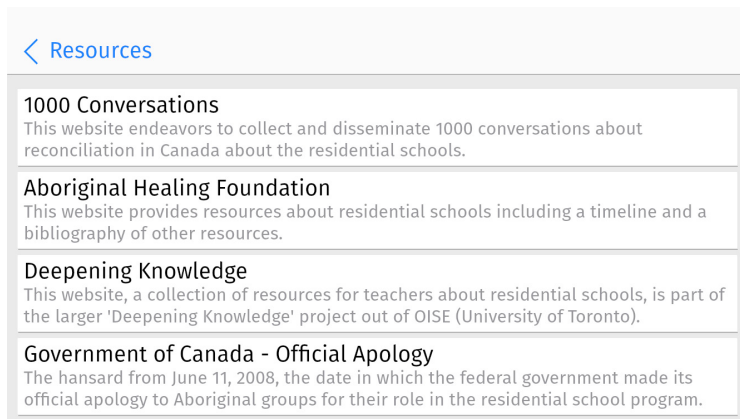 Resources
1000 Conversations
This website endeavors to collect and disseminate 1000 conversations about
reconciliation in Canada about the residential schools.
Aboriginal Healing Foundation
This website provides resources about residential schools including a timeline and a
bibliography of other resources.
Deepening Knowledge
This website, a collection of resources for teachers about residential schools, is part of
the larger 'Deepening Knowledge' project out of OISE (University of Toronto).
Government of Canada - Official Apology
The hansard from June 11, 2008, the date in which the federal government made its
official apology to Aboriginal groups for their role in the residential school program.